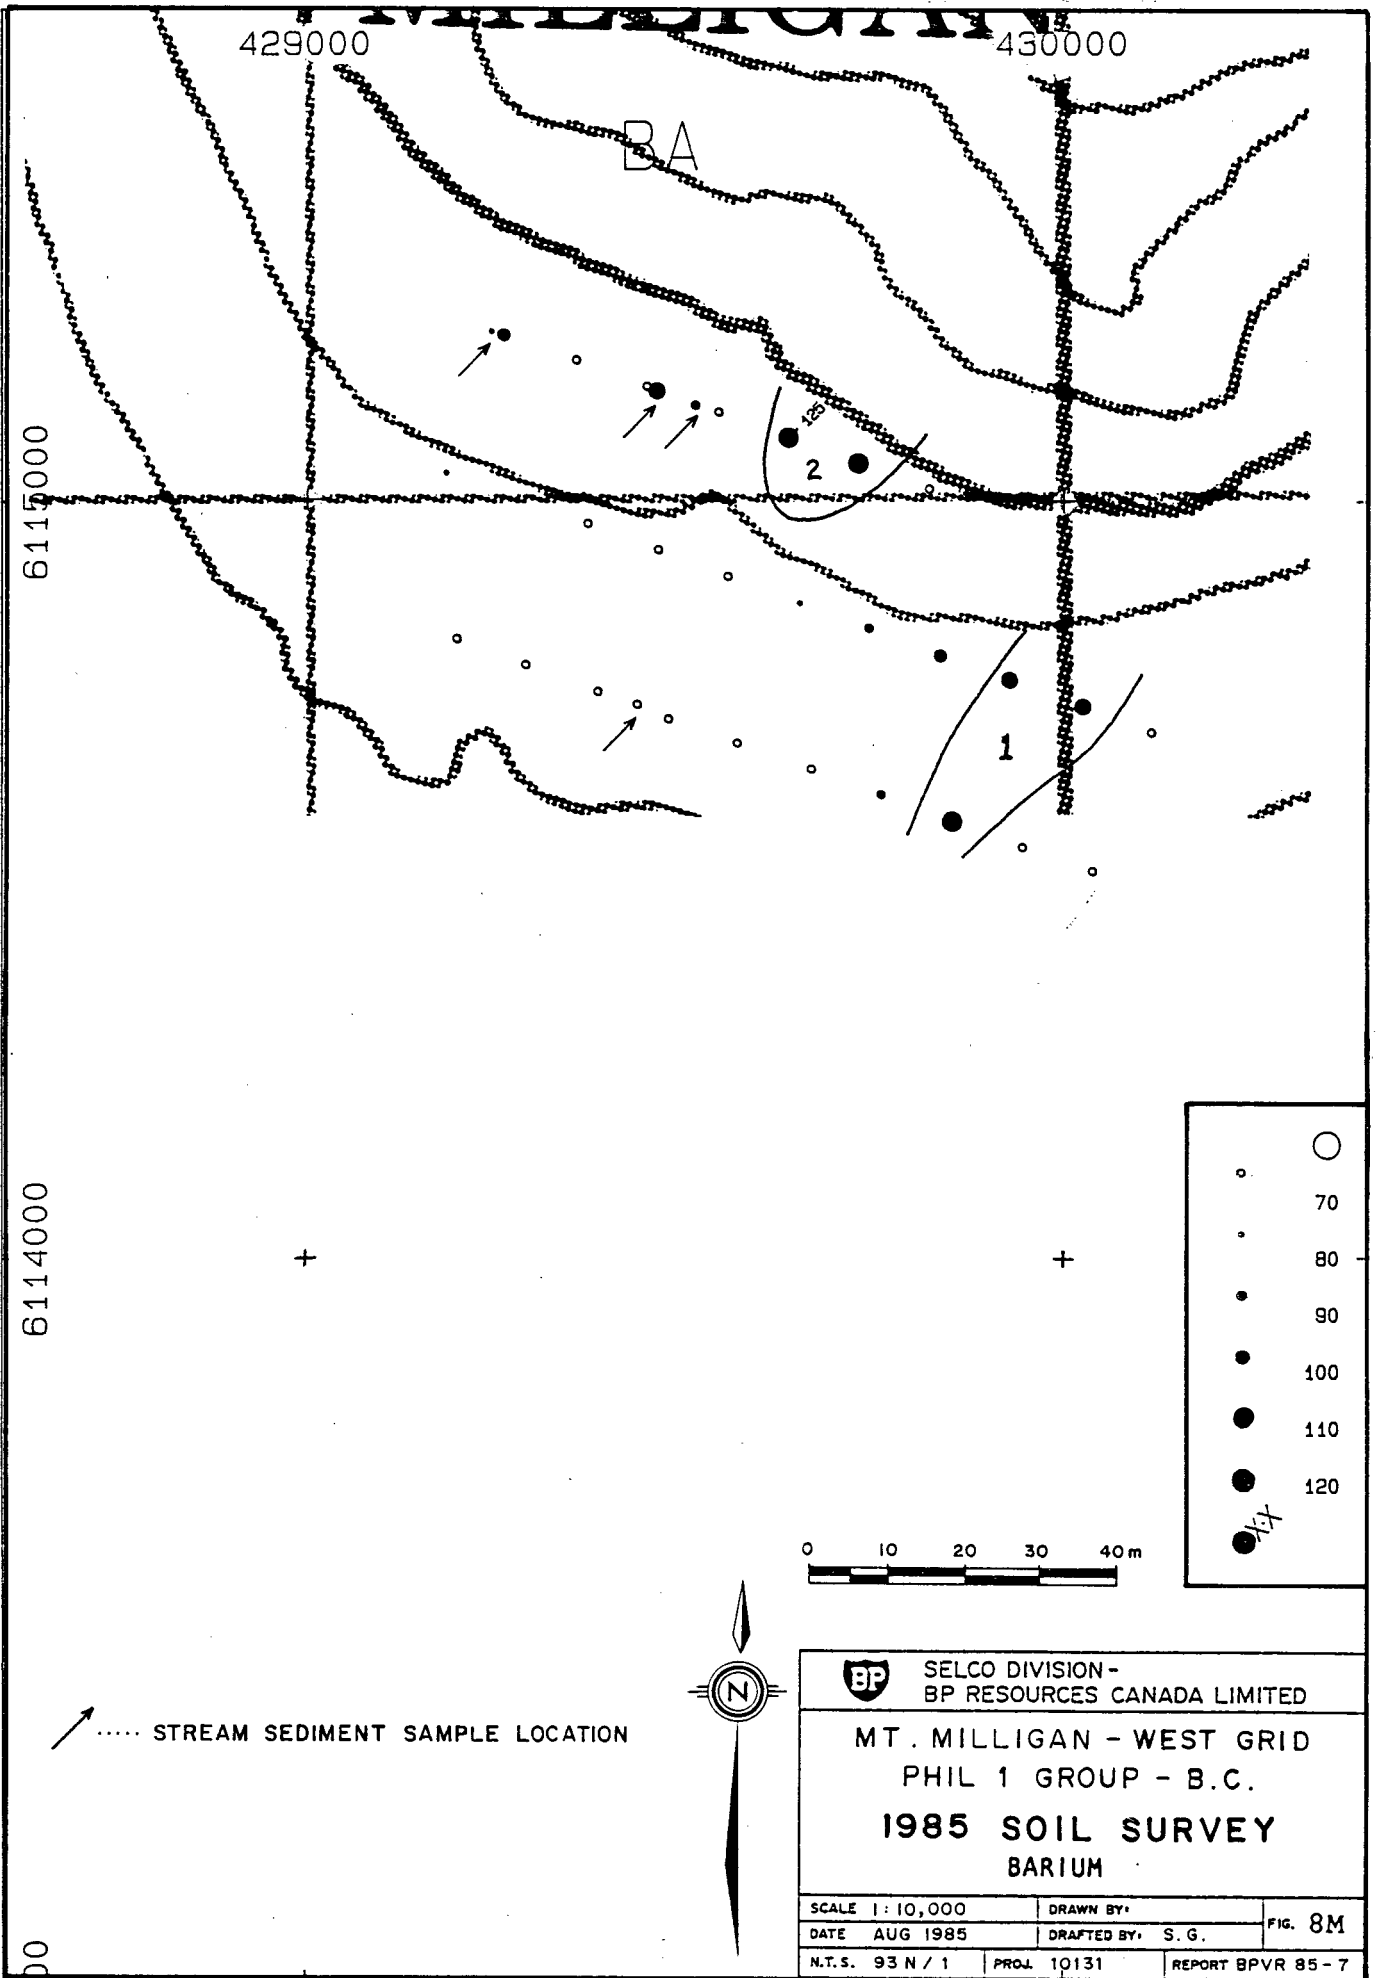 MILLIGAN
429000
430000
BA
125
2
6115000
1
6114000
70
80
90
100
110
120
X·X
0 10 20 30 40 m
N
BP
SELCO DIVISION-
BP RESOURCES CANADA LIMITED
..... STREAM SEDIMENT SAMPLE LOCATION
MT. MILLIGAN - WEST GRID
PHIL 1 GROUP - B.C.
1985 SOIL SURVEY
BARIUM
SCALE 1:10,000 DRAWN BY:
DATE AUG 1985 DRAFTED BY: S.G. FIG. 8M
N.T.S. 93 N / 1 PROJ. 10131 REPORT BPVR 85-7
00